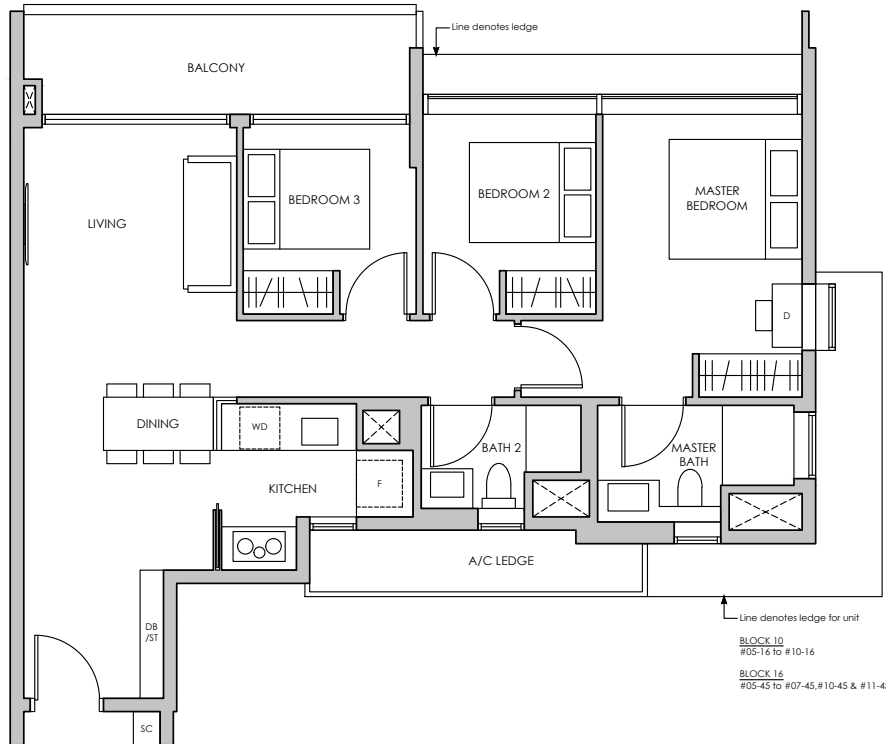 Line denotes ledge
BALCONY
BEDROOM 3
BEDROOM 2
MASTER
BEDROOM
LIVING
D
DINING
WD
BATH 2
MASTER
BATH
KITCHEN
F
A/C LEDGE
DB
/ST
Line denotes ledge for unit
BLOCK 10
#05-16 to #10-16
BLOCK 16
#05-45 to #07-45,#10-45 & #11-45
SC